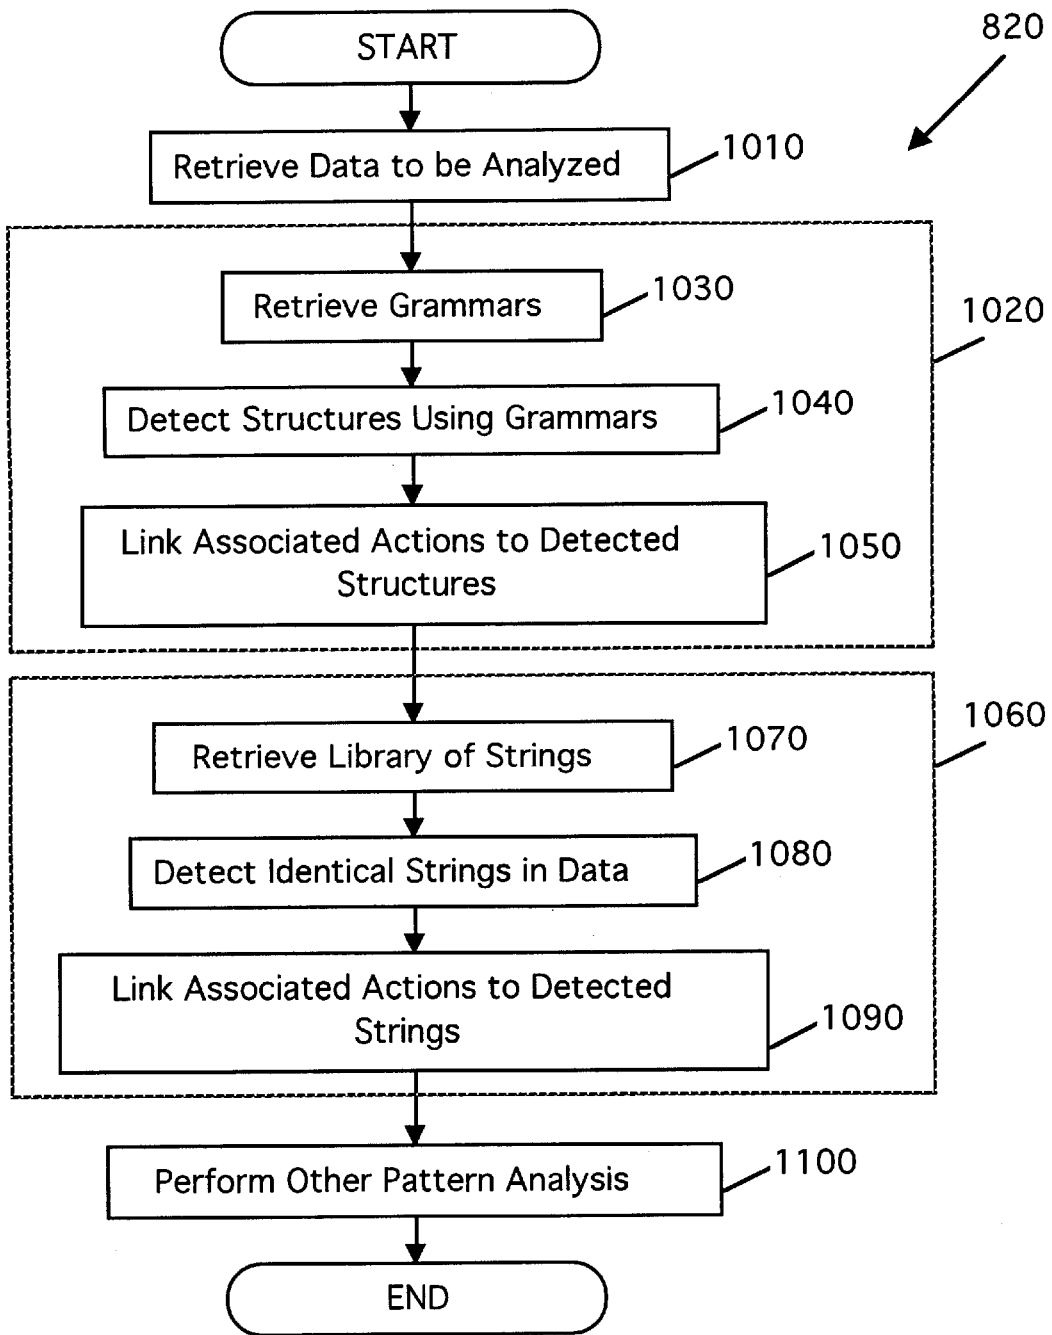 START
820
Retrieve Data to be Analyzed
1010
Retrieve Grammars
1030
1020
Detect Structures Using Grammars
1040
Link Associated Actions to Detected
Structures
1050
1060
Retrieve Library of Strings
1070
Detect Identical Strings in Data
1080
Link Associated Actions to Detected
Strings
1090
Perform Other Pattern Analysis
1100
END